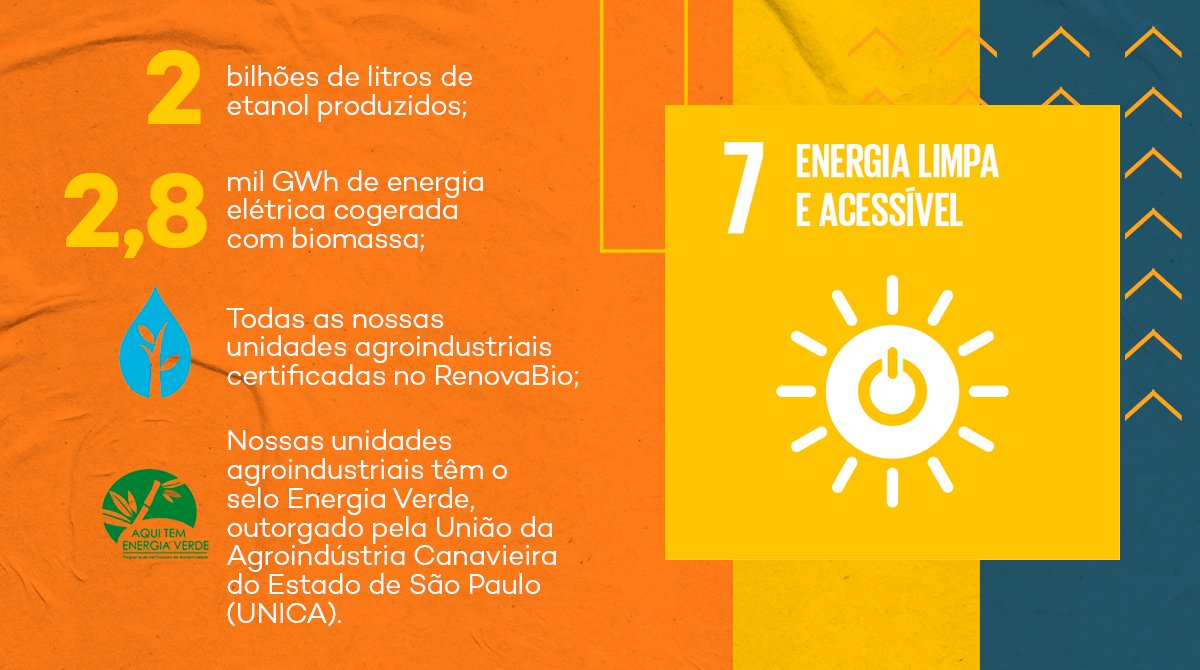 2
bilhões de litros de
etanol produzidos;
2,8
mil GWh de energia
elétrica cogerada
com biomassa;
Todas as nossas
unidades agroindustriais
certificadas no RenovaBio;
AQUI TEM
ENERGIA VERDE
Nossas unidades
agroindustriais têm o
selo Energia Verde,
outorgado pela União da
Agroindústria Canavieira
do Estado de São Paulo
(UNICA).
7
ENERGIA LIMPA
E ACESSÍVEL